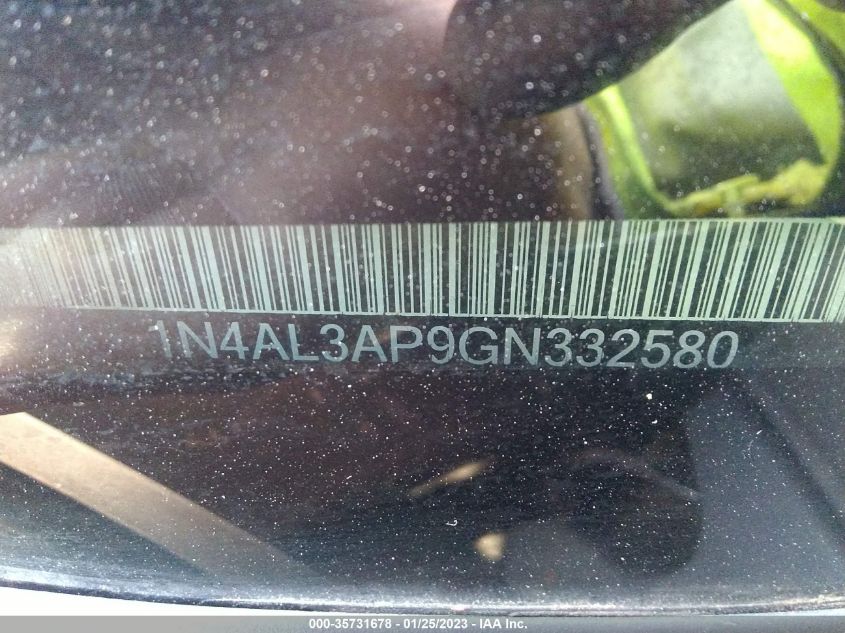 1N4AL3AP9GN332580
000-35731678 | 01/25/2023 - IAA Inc.